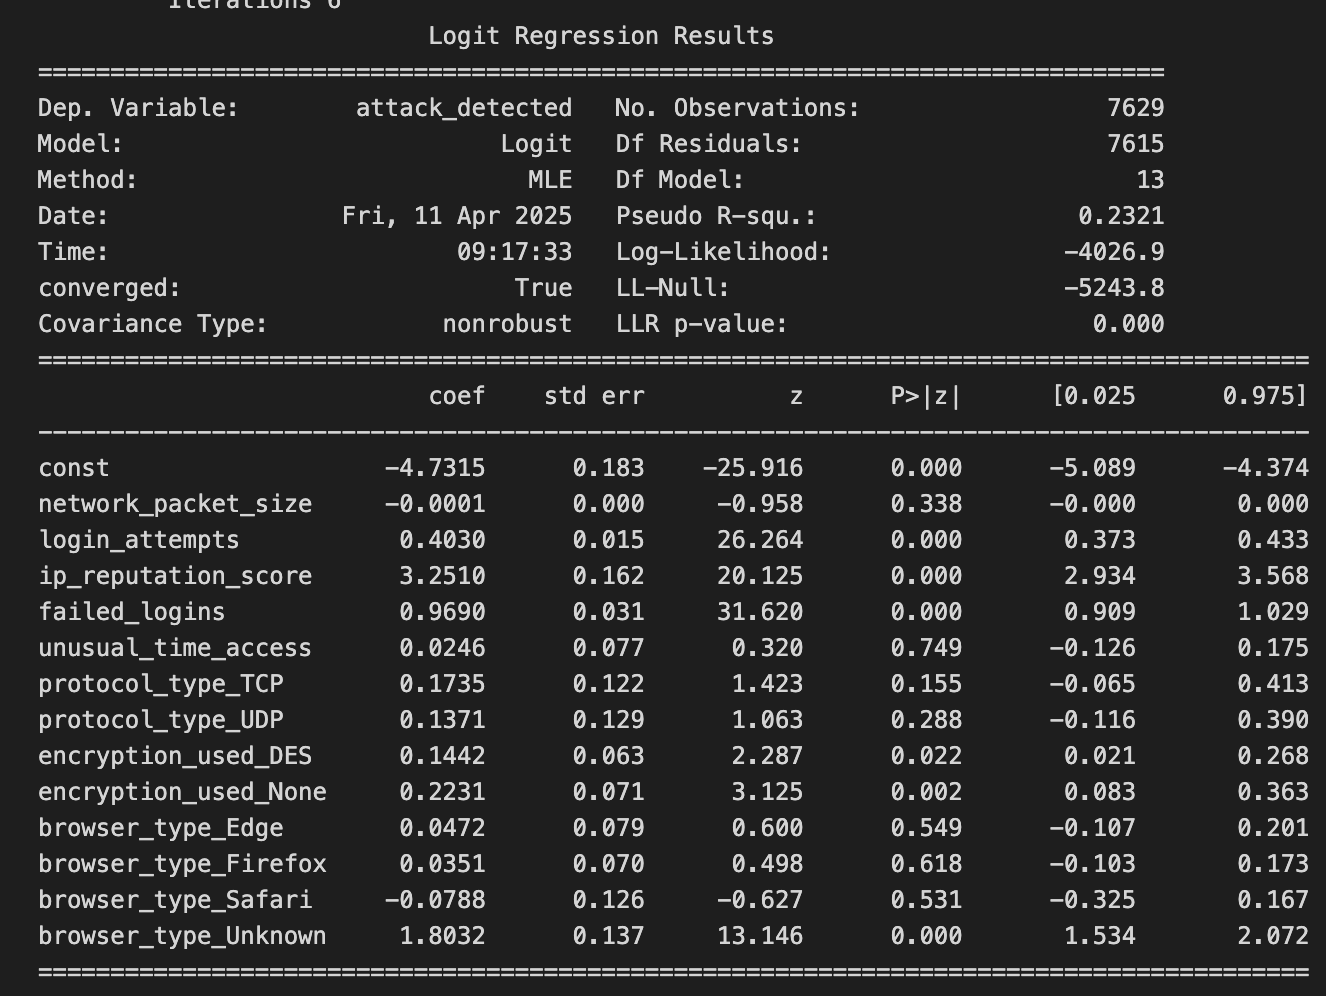 Iterations 6
Logit Regression Results
==============================================================================
Dep. Variable: attack_detected No. Observations: 7629
Model: Logit Df Residuals: 7615
Method: MLE Df Model: 13
Date: Fri, 11 Apr 2025 Pseudo R-squ.: 0.2321
Time: 09:17:33 Log-Likelihood: -4026.9
converged: True LL-Null: -5243.8
Covariance Type: nonrobust LLR p-value: 0.000
========================================================================================
coef std err z P>|z| [0.025 0.975]
----------------------------------------------------------------------------------------
const -4.7315 0.183 -25.916 0.000 -5.089 -4.374
network_packet_size -0.0001 0.000 -0.958 0.338 -0.000 0.000
login_attempts 0.4030 0.015 26.264 0.000 0.373 0.433
ip_reputation_score 3.2510 0.162 20.125 0.000 2.934 3.568
failed_logins 0.9690 0.031 31.620 0.000 0.909 1.029
unusual_time_access 0.0246 0.077 0.320 0.749 -0.126 0.175
protocol_type_TCP 0.1735 0.122 1.423 0.155 -0.065 0.413
protocol_type_UDP 0.1371 0.129 1.063 0.288 -0.116 0.390
encryption_used_DES 0.1442 0.063 2.287 0.022 0.021 0.268
encryption_used_None 0.2231 0.071 3.125 0.002 0.083 0.363
browser_type_Edge 0.0472 0.079 0.600 0.549 -0.107 0.201
browser_type_Firefox 0.0351 0.070 0.498 0.618 -0.103 0.173
browser_type_Safari -0.0788 0.126 -0.627 0.531 -0.325 0.167
browser_type_Unknown 1.8032 0.137 13.146 0.000 1.534 2.072
========================================================================================